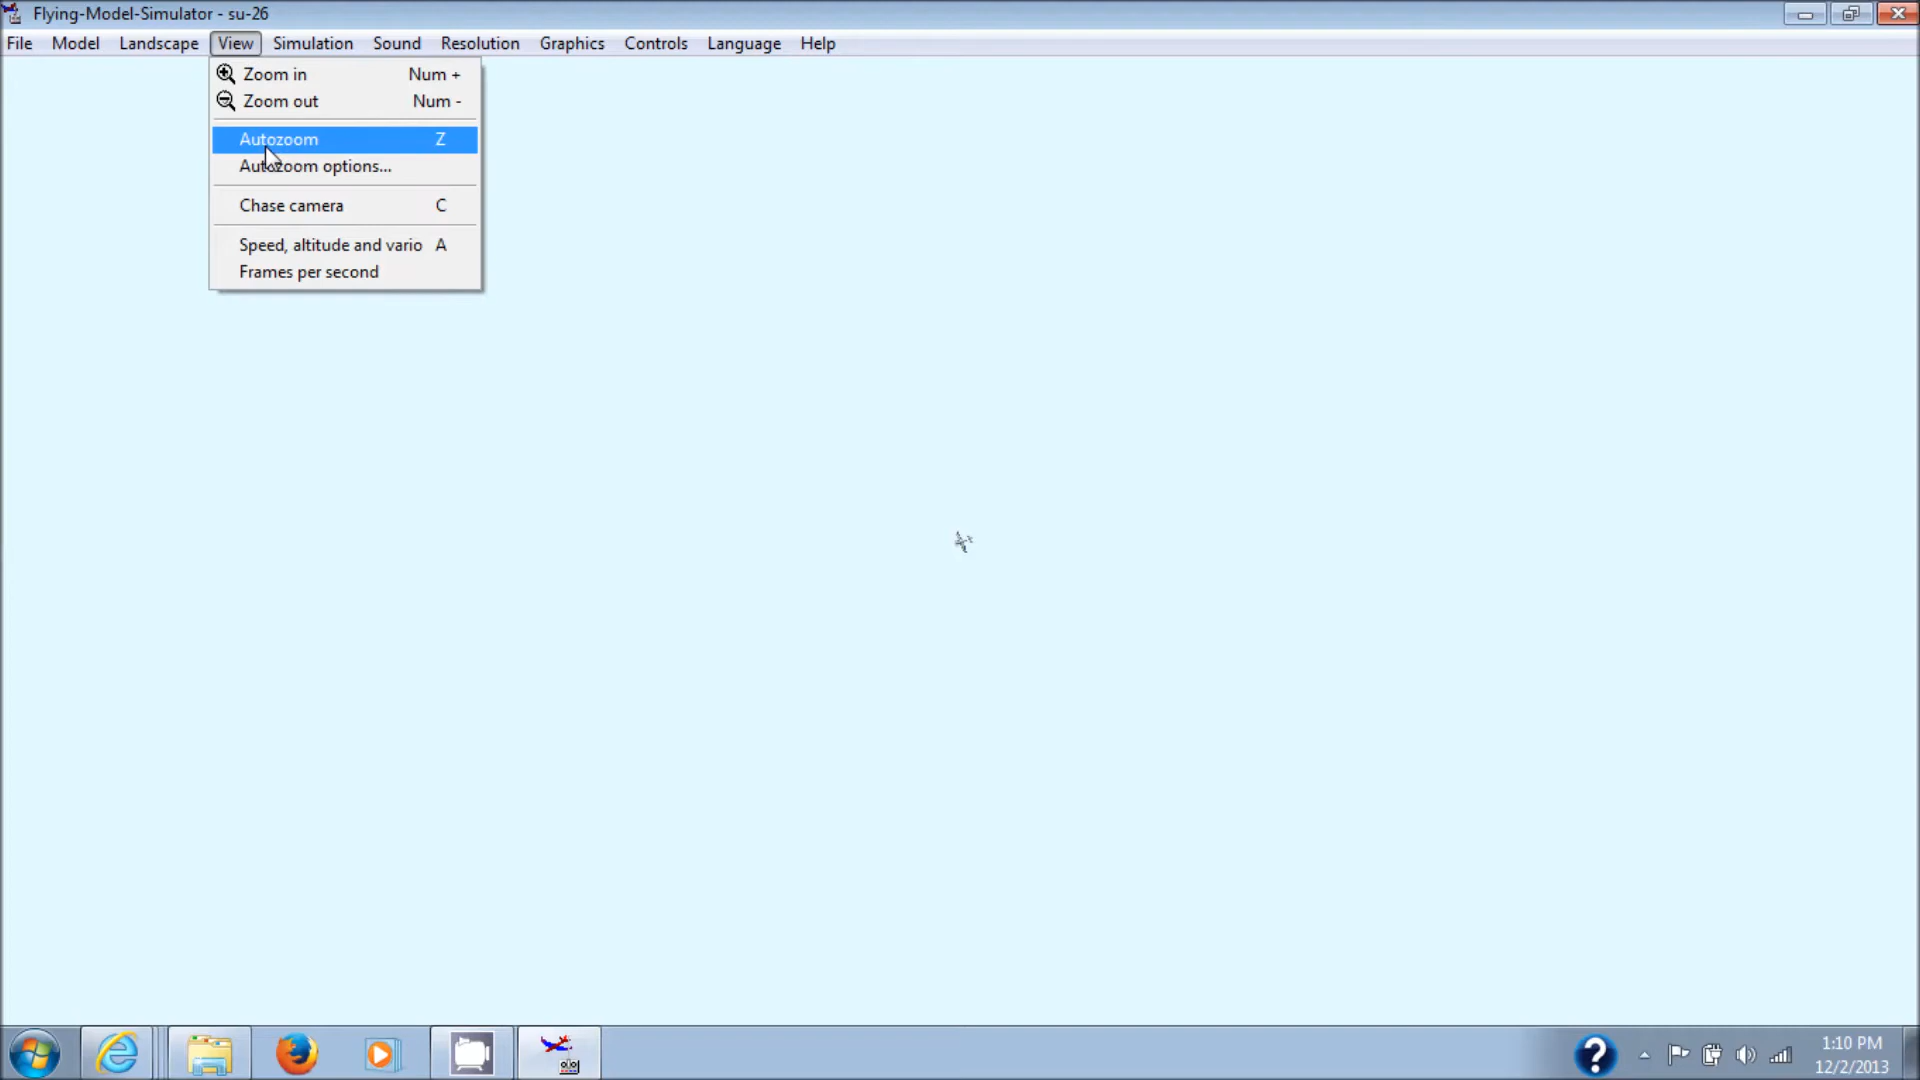 Flying-Model-Simulator - su-26
File Model Landscape View Simulation Sound Resolution Graphics Controls Language Help
Zoom in Num +
Zoom out Num -
Autozoom Z
Autozoom options...
Chase camera C
Speed, altitude and vario A
Frames per second
1:10 PM
12/2/2013